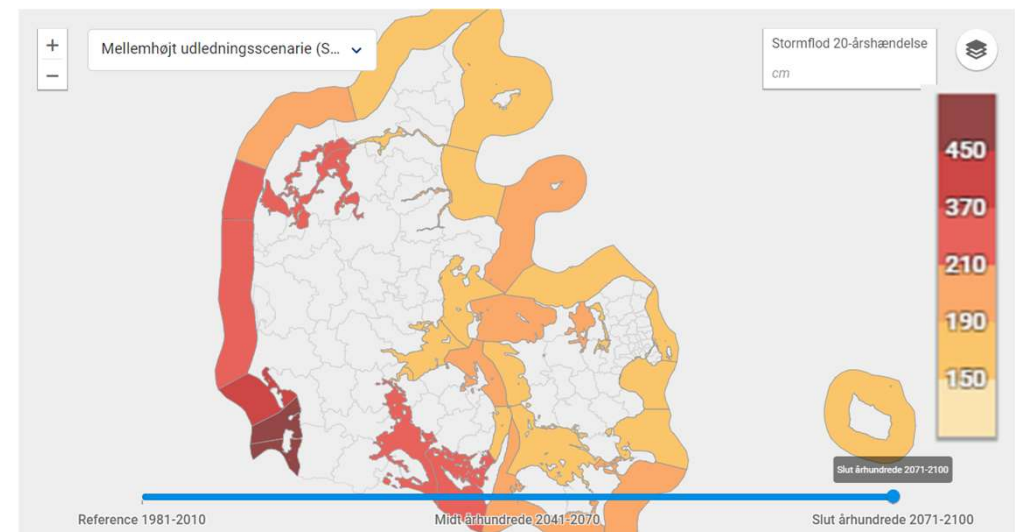 +
Mellemhøjt udledningsscenarie (S...
−
Stormflod 20-årshændelse
cm
450
370
210
190
150
Slut århundrede 2071-2100
Reference 1981-2010
Midt århundrede 2041-2070
Slut århundrede 2071-2100